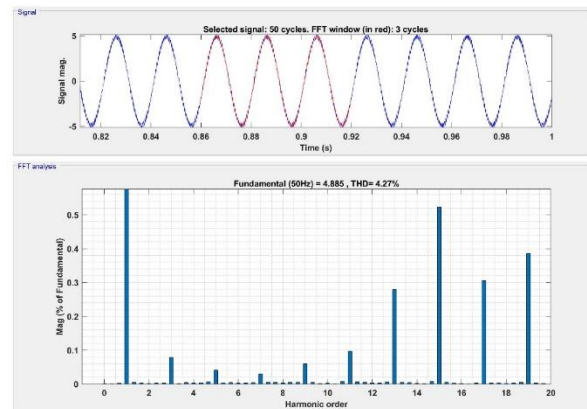 Signal
Selected signal: 50 cycles. FFT window (in red): 3 cycles
Signal mag.
5
0
-5
0.82 0.84 0.86 0.88 0.9 0.92 0.94 0.96 0.98 1
Time (s)
FFT analysis
Fundamental (50Hz) = 4.885 , THD= 4.27%
Mag (% of Fundamental)
0.5
0.4
0.3
0.2
0.1
0
0 2 4 6 8 10 12 14 16 18 20
Harmonic order